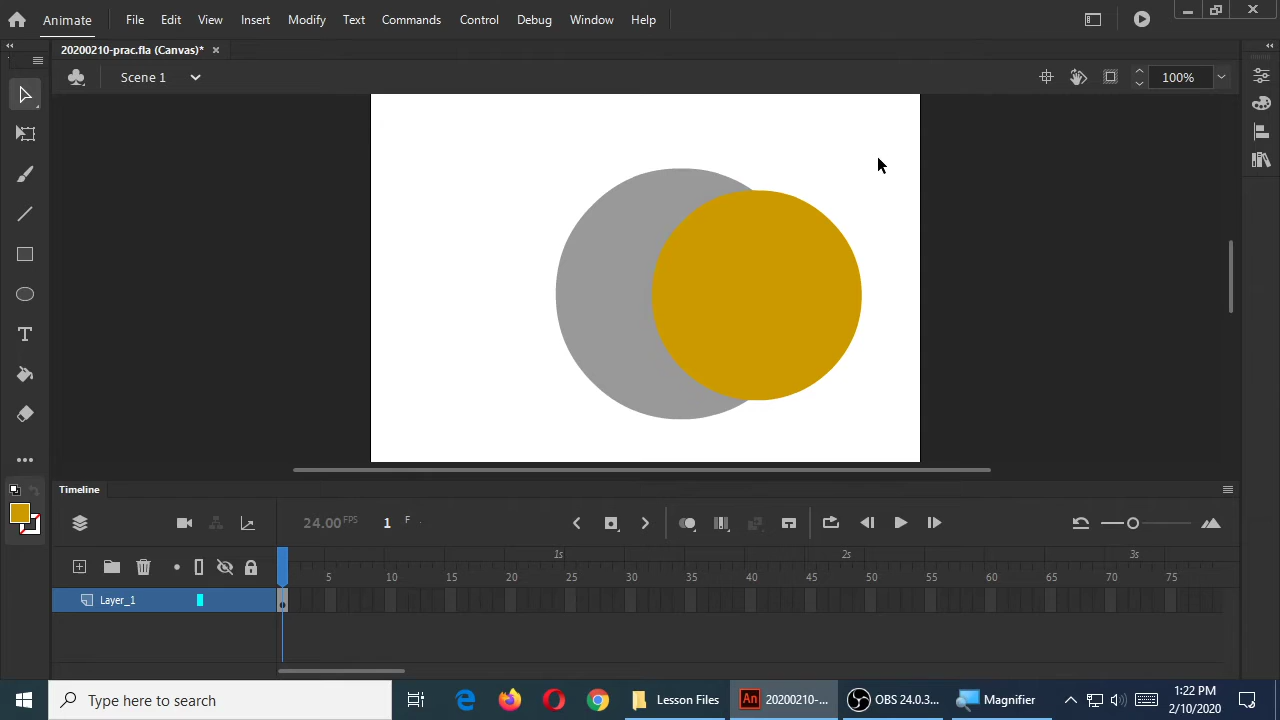 Animate File Edit View Insert Modify Text Commands Control Debug Window Help
20200210-prac.fla (Canvas)* ×
Scene 1 100%
T
Timeline
24.00 FPS 1 F
1s 2s 3s
5 10 15 20 25 30 35 40 45 50 55 60 65 70 75
Layer_1
Type here to search Lesson Files An 20200210-... OBS 24.0.3... Magnifier 1:22 PM
2/10/2020